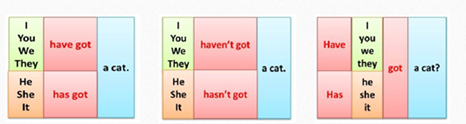 I
You
We
They
have got
He
She
It
has got
a cat.
I
You
We
They
haven't got
He
She
It
hasn't got
a cat.
Have
I
you
we
they
Has
he
she
it
got
a cat?